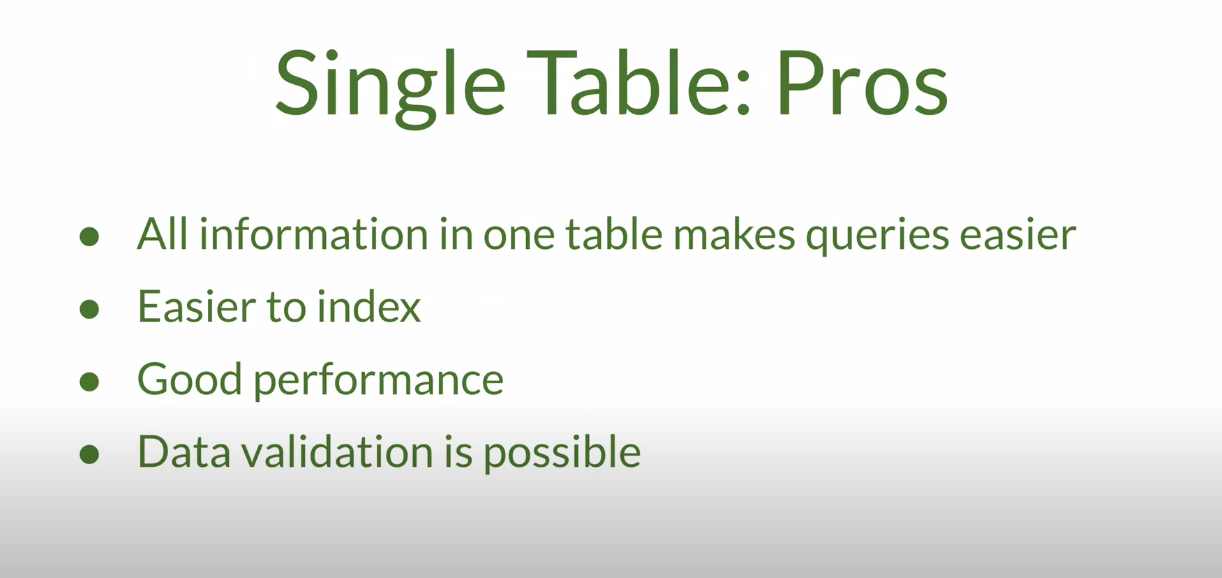 Single Table: Pros
● All information in one table makes queries easier
● Easier to index
● Good performance
● Data validation is possible